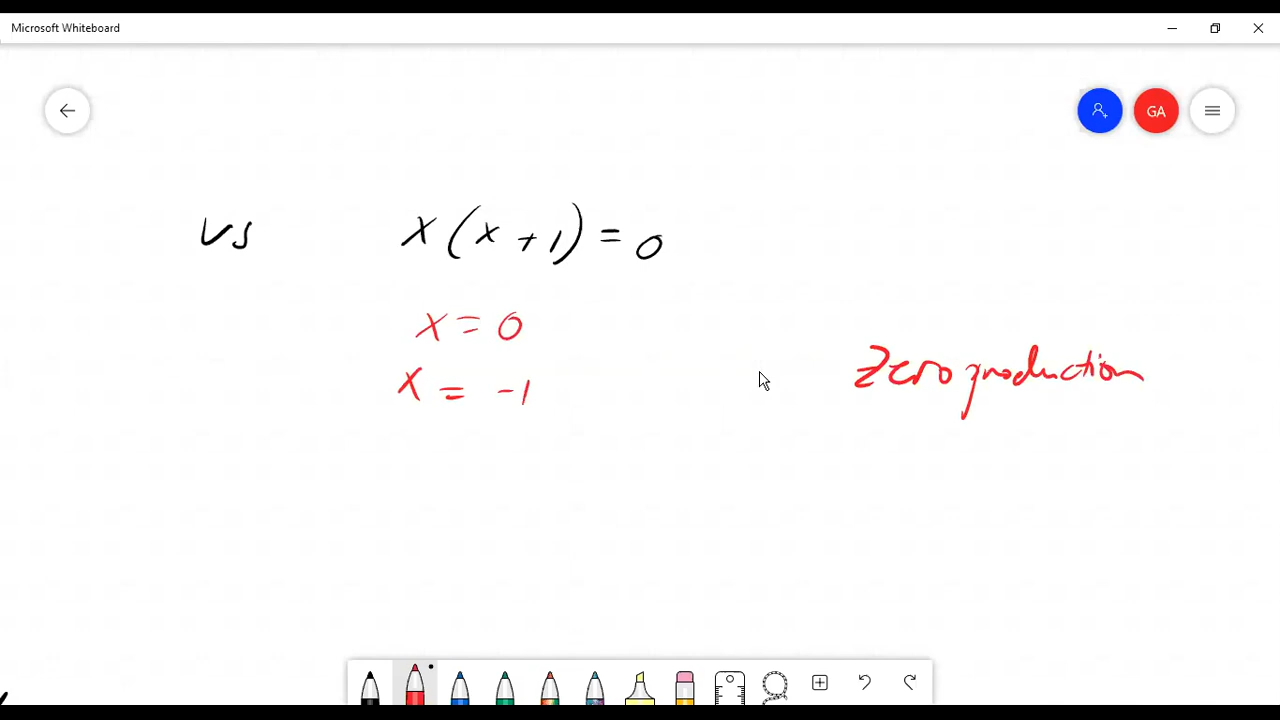 Microsoft Whiteboard
GA
vs x(x+1)=0
x=0
x = -1
Zero production